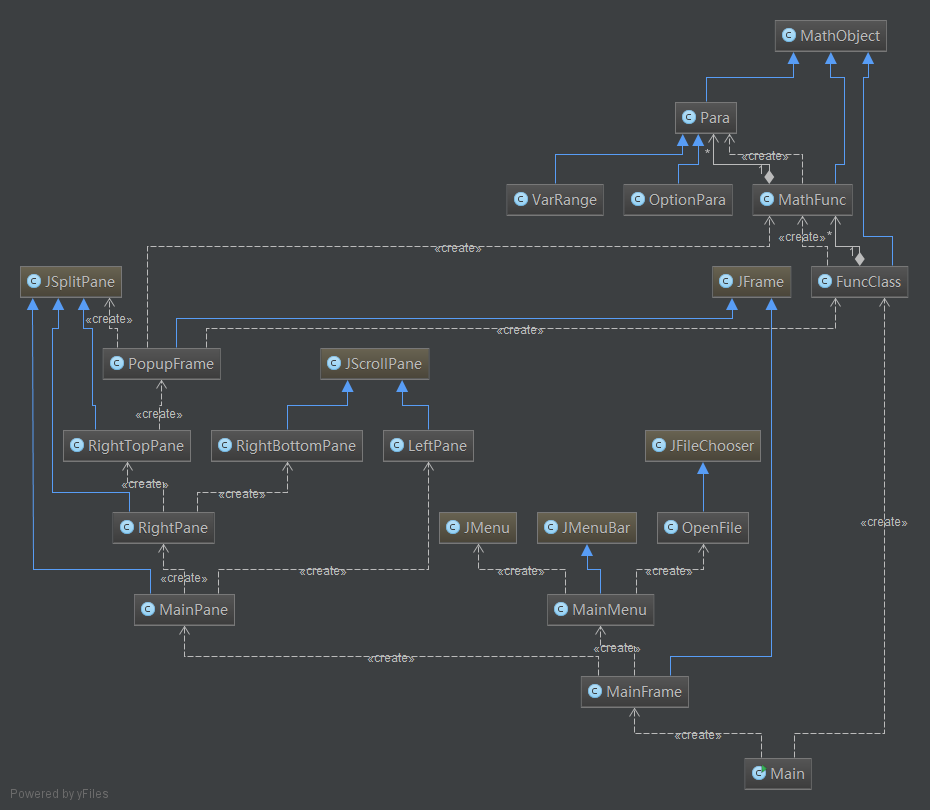 MathObject
Para
*
«create»
1
VarRange
OptionPara
MathFunc
«create»
*
«create»
1
JSplitPane
JFrame
FuncClass
«create»
«create»
PopupFrame
JScrollPane
«create»
RightTopPane
RightBottomPane
LeftPane
JFileChooser
«create»
«create»
RightPane
JMenu
JMenuBar
OpenFile
«create»
«create»
«create»
«create»
«create»
MainPane
MainMenu
«create»
«create»
MainFrame
«create»
Main
Powered by yFiles